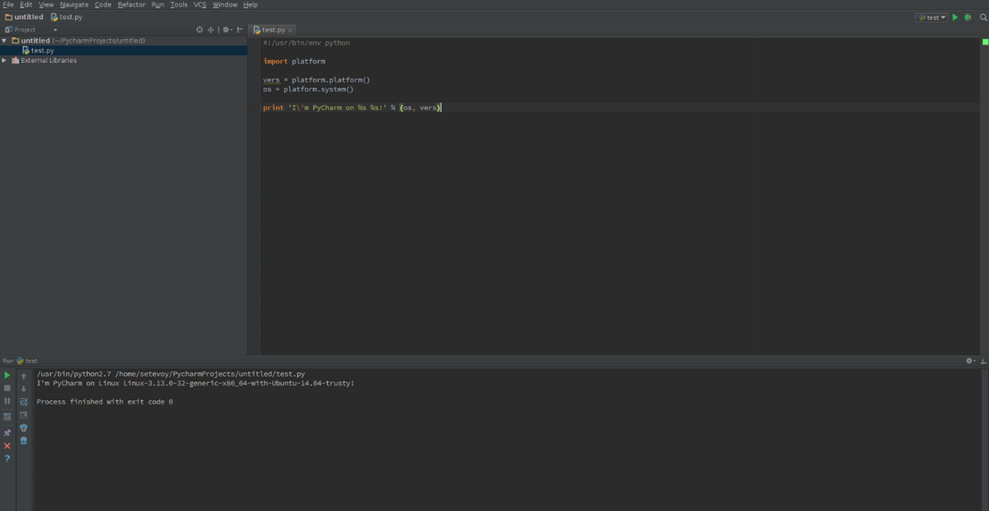 File Edit View Navigate Code Refactor Run Tools VCS Window Help
untitled test.py
test
Project
test.py
untitled (~/PycharmProjects/untitled)
test.py
External Libraries
#!/usr/bin/env python
import platform
vers = platform.platform()
os = platform.system()
print 'I\'m PyCharm on %s %s!' % (os, vers)
Run test
/usr/bin/python2.7 /home/setevoy/PycharmProjects/untitled/test.py
I'm PyCharm on Linux Linux-3.13.0-32-generic-x86_64-with-Ubuntu-14.04-trusty!
Process finished with exit code 0